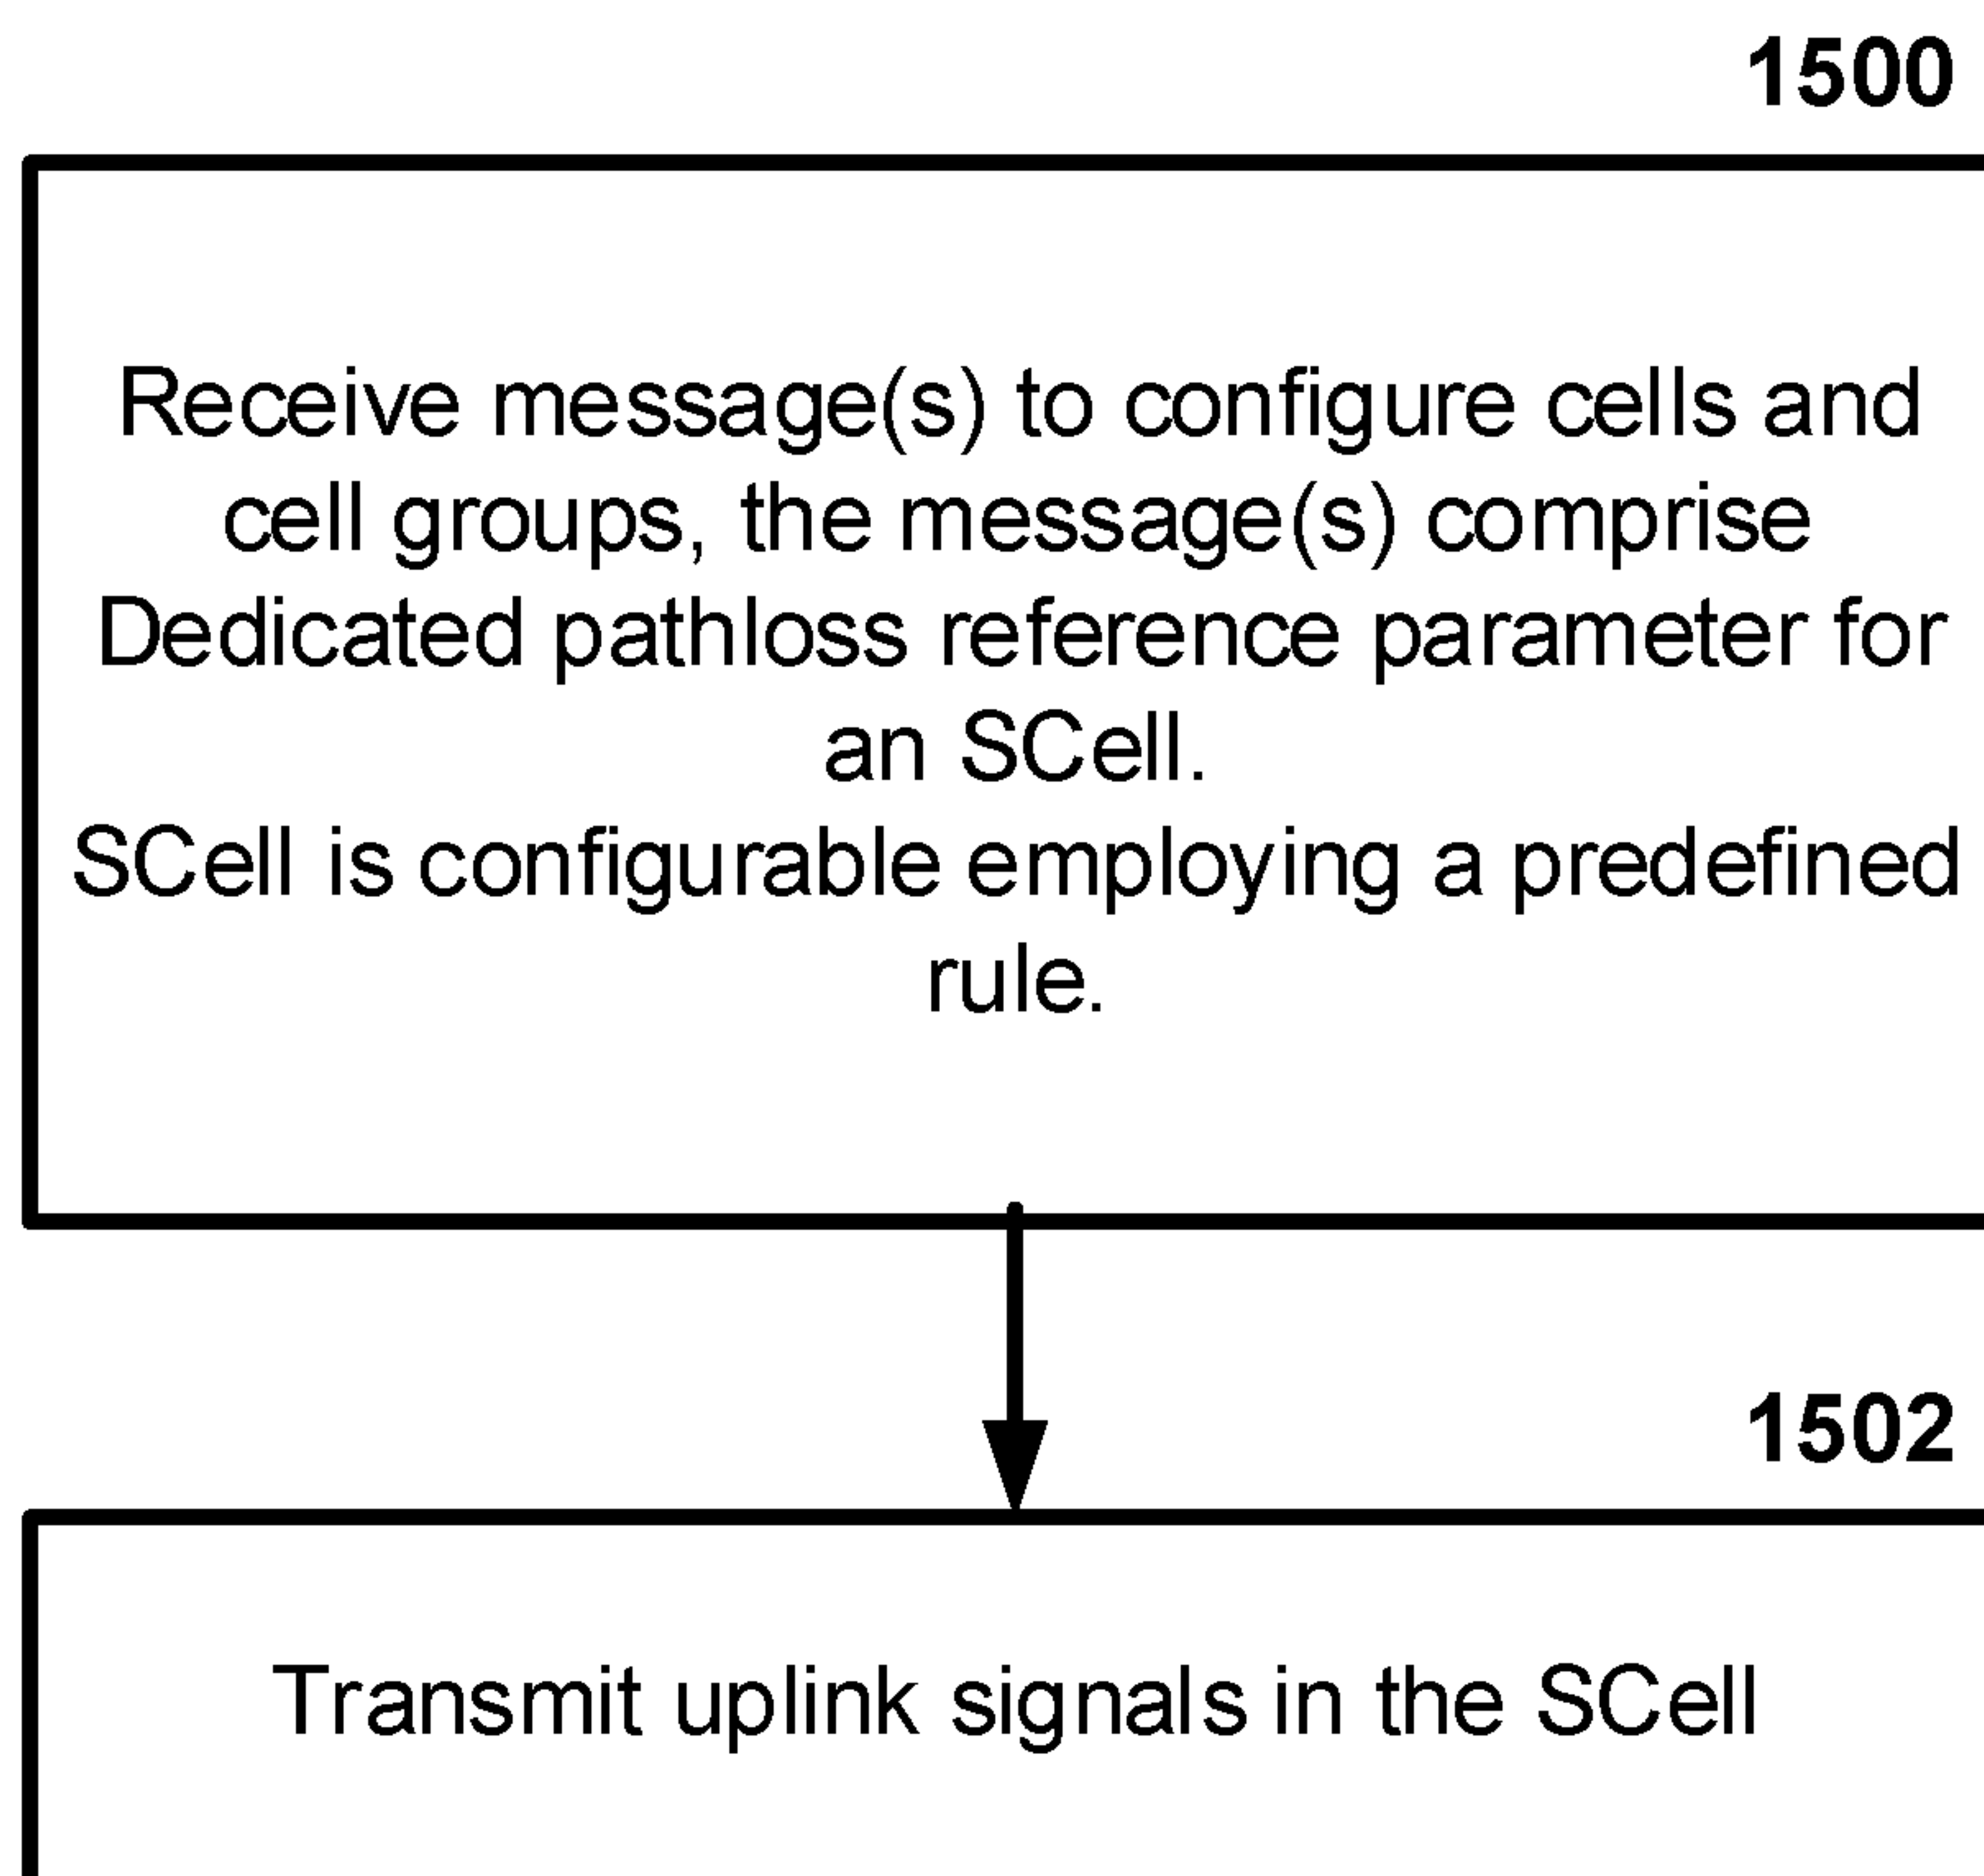 1500
Receive message(s) to configure cells and
cell groups, the message(s) comprise
Dedicated pathloss reference parameter for
an SCell.
SCell is configurable employing a predefined
rule.
1502
Transmit uplink signals in the SCell